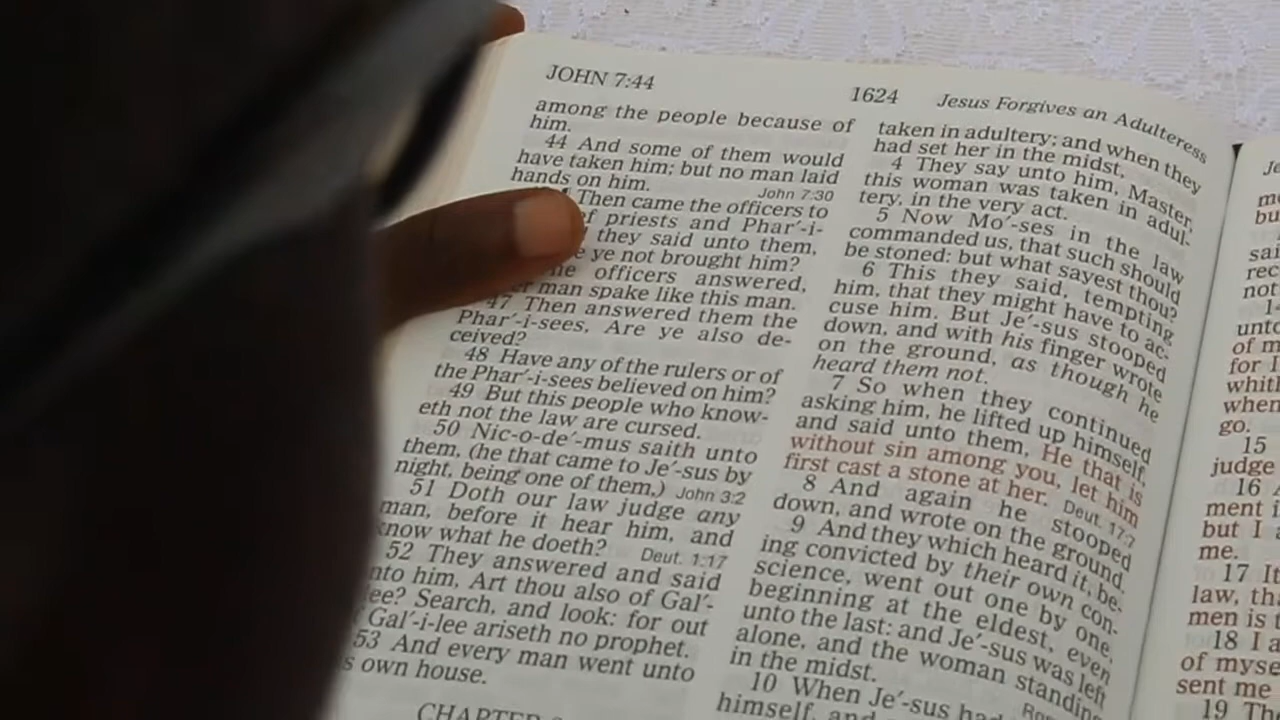 JOHN 7:44
1624
Jesus Forgives an Adulteress
among the people because of
him.
44 And some of them would
have taken him; but no man laid
hands on him.
John 7:30
Then came the officers to
priests and Phar′-i-
they said unto them,
ye not brought him?
officers answered,
man spake like this man.
47 Then answered them the
Phar′-i-sees, Are ye also de-
ceived?
48 Have any of the rulers or of
the Phar′-i-sees believed on him?
49 But this people who know-
eth not the law are cursed.
50 Nic-o-de′-mus saith unto
them, (he that came to Je′-sus by
night, being one of them,) John 3:2
51 Doth our law judge any
man, before it hear him, and
know what he doeth? Deut. 1:17
52 They answered and said
nto him, Art thou also of Gal′-
ee? Search, and look: for out
Gal′-i-lee ariseth no prophet.
53 And every man went unto
s own house.
CHAPTER
taken in adultery; and when they
had set her in the midst,
4 They say unto him, Master,
this woman was taken in adul-
tery, in the very act.
5 Now Mo′-ses in the law
commanded us, that such should
be stoned: but what sayest thou?
6 This they said, tempting
him, that they might have to ac-
cuse him. But Je′-sus stooped
down, and with his finger wrote
on the ground, as though he
heard them not.
7 So when they continued
asking him, he lifted up himself,
and said unto them, He that is
without sin among you, let him
first cast a stone at her. Deut. 17:7
8 And again he stooped
down, and wrote on the ground.
9 And they which heard it, be-
ing convicted by their own con-
science, went out one by one,
beginning at the eldest, even
unto the last: and Je′-sus was left
alone, and the woman standing
in the midst.
10 When Je′-sus had
himself, and
Je
m
bu
sai
rec
not
unto
of m
for I
whith
when
go.
15
judge
16
ment i
but I
me.
17 It
law, tha
men is t
18 I a
of myse
sent me
19 Th